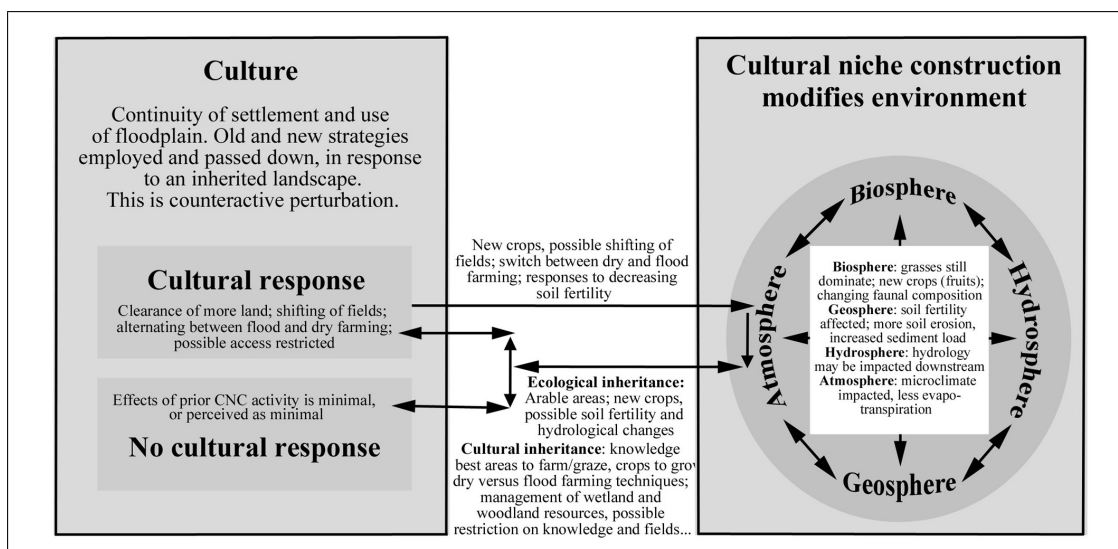 Culture
Continuity of settlement and use
of floodplain. Old and new strategies
employed and passed down, in response
to an inherited landscape.
This is counteractive perturbation.
Cultural response
Clearance of more land; shifting of fields;
alternating between flood and dry farming;
possible access restricted
Effects of prior CNC activity is minimal,
or perceived as minimal
No cultural response
New crops, possible shifting of
fields; switch between dry and flood
farming; responses to decreasing
soil fertility
Ecological inheritance:
Arable areas; new crops,
possible soil fertility and
hydrological changes
Cultural inheritance: knowledge
best areas to farm/graze, crops to
dry versus flood farming techniques;
management of wetland and
woodland resources, possible
restriction on knowledge and fields...
Cultural niche construction
modifies environment
Biosphere
Atmosphere
Hydrosphere
Geosphere
Biosphere: grasses still
dominate; new crops (fruits);
changing faunal composition
Geosphere: soil fertility
affected; more soil erosion,
increased sediment load
Hydrosphere: hydrology
may be impacted downstream
Atmosphere: microclimate
impacted, less evapo-
transpiration